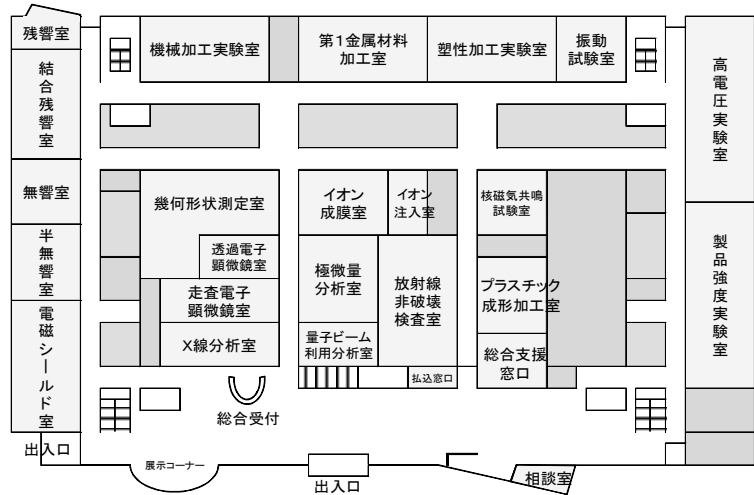 残響室
結合残響室
無響室
半無響室
電磁シールド室
出入口
機械加工実験室
第1金属材料
加工室
塑性加工実験室
振動
試験室
高電圧実験室
製品強度実験室
幾何形状測定室
透過電子
顕微鏡室
走査電子
顕微鏡室
X線分析室
イオン
成膜室
イオン
注入室
極微量
分析室
放射線
非破壊
検査室
量子ビーム
利用分析室
払込窓口
核磁気共鳴
試験室
プラスチック
成形加工室
総合支援
窓口
総合受付
展示コーナー
出入口
相談室